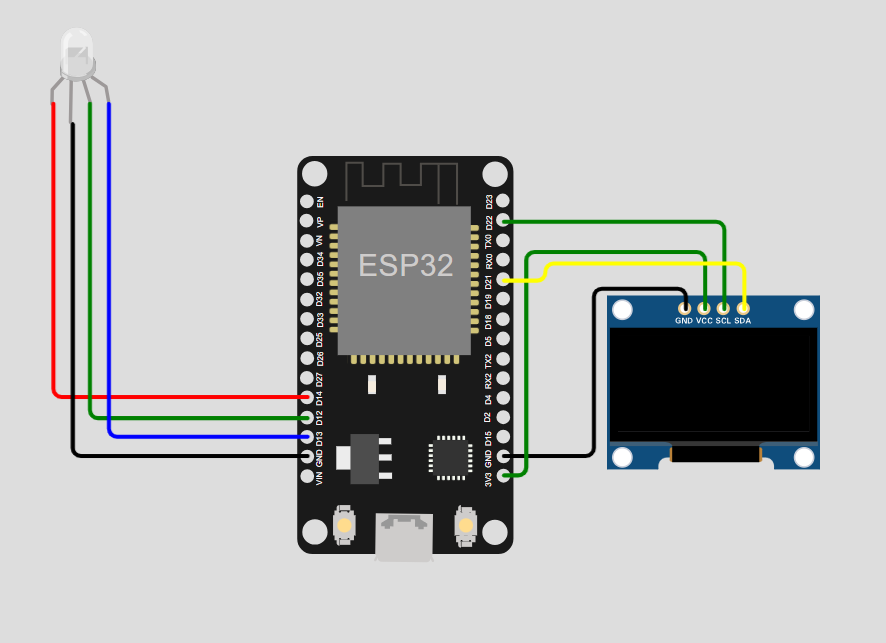 ESP32
EN
VP
VN
D34
D35
D32
D33
D25
D26
D27
D14
D12
D13
GND
VIN
D23
D22
TX0
RX0
D21
D19
D18
D5
TX2
RX2
D4
D2
D15
GND
3V3
GND VCC SCL SDA